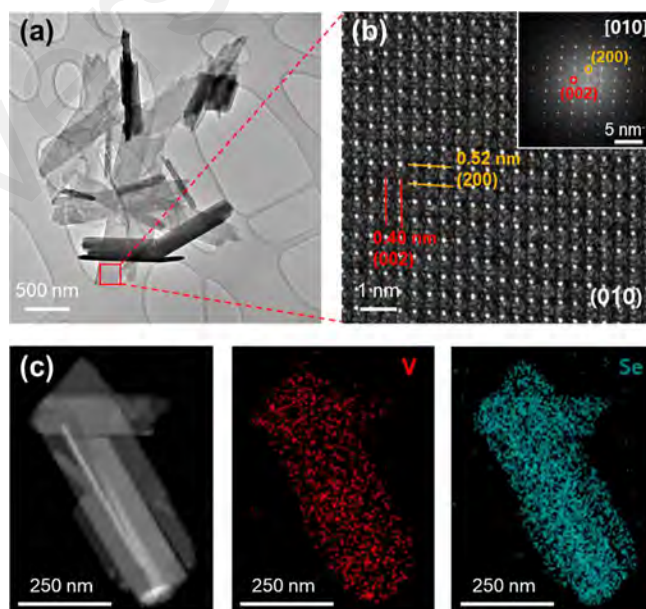 (a)
500 nm
(b)
[010]
(200)
(002)
5 nm
0.52 nm
(200)
0.40 nm
(002)
1 nm
(010)
(c)
250 nm
V
250 nm
Se
250 nm